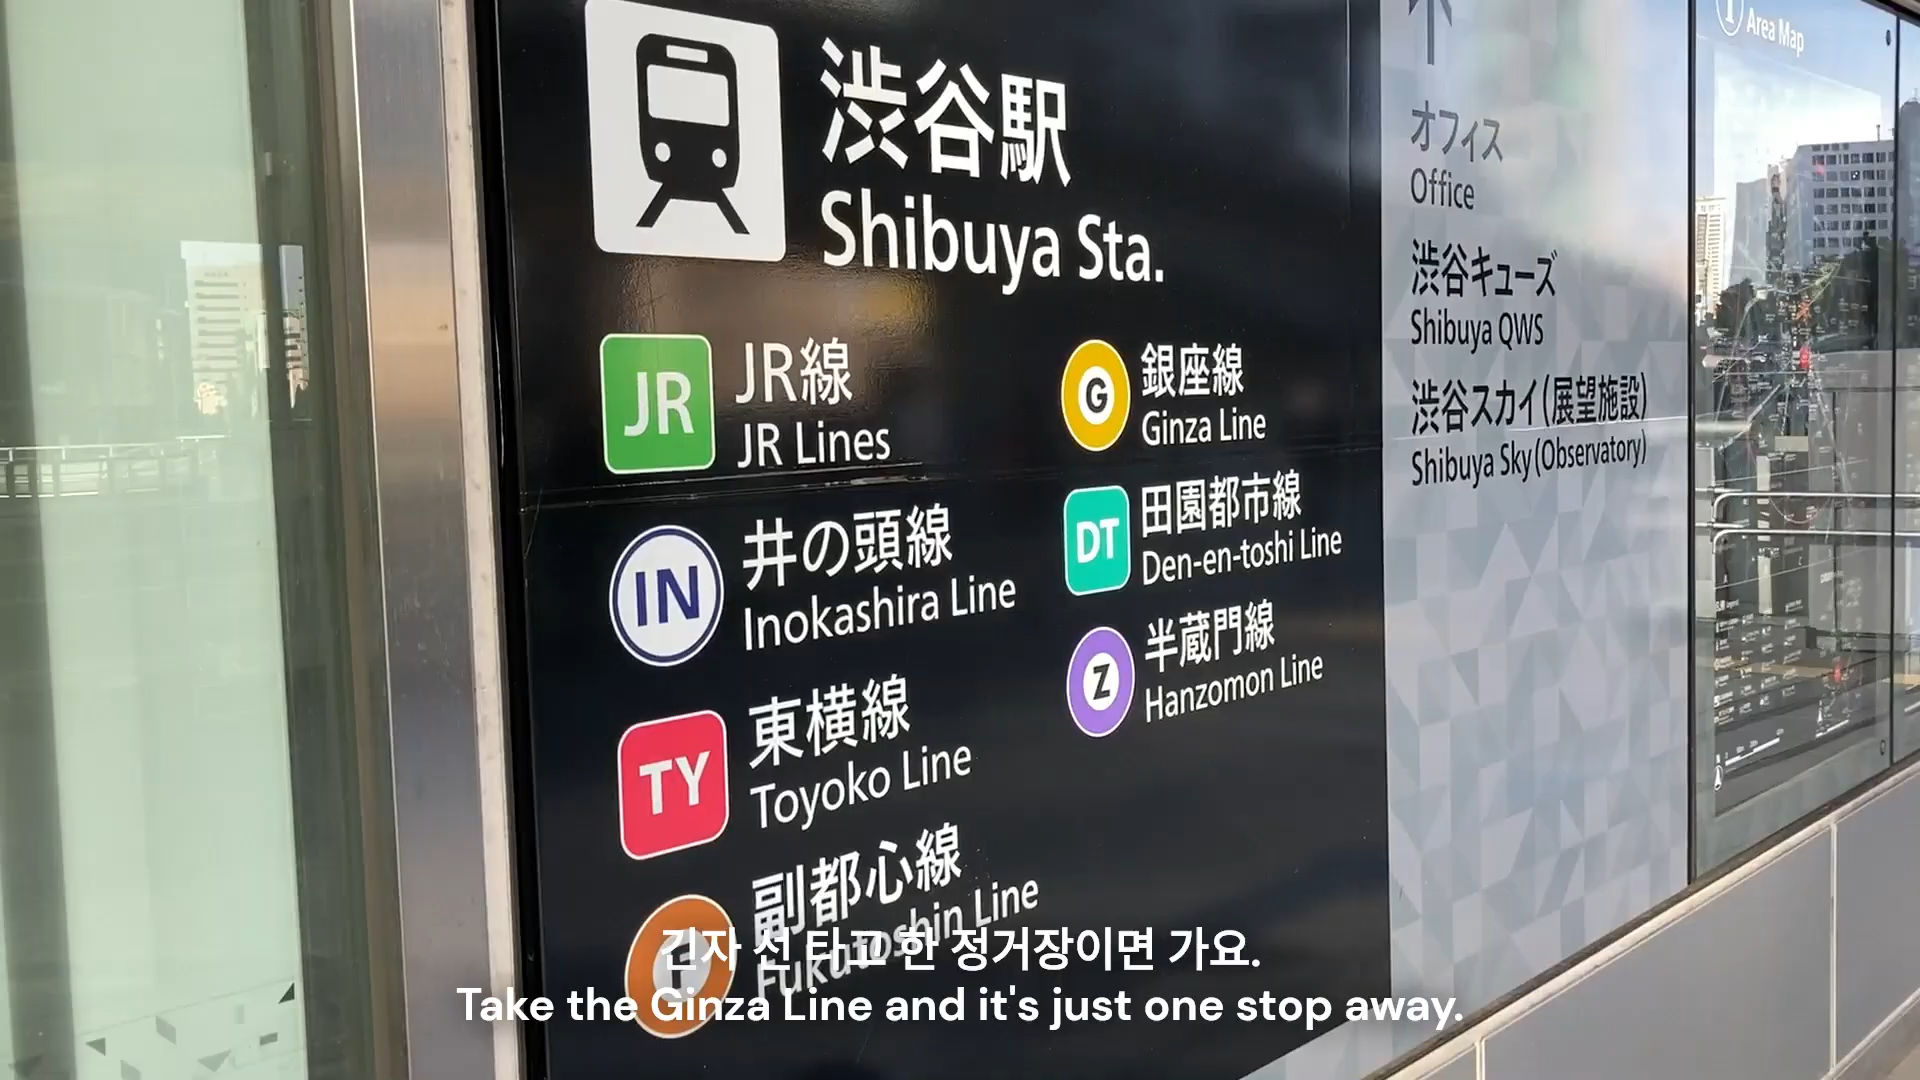 渋谷駅
Shibuya Sta.
JR
JR線
JR Lines
IN
井の頭線
Inokashira Line
TY
東横線
Toyoko Line
F
副都心線
Fukutoshin Line
G
銀座線
Ginza Line
DT
田園都市線
Den-en-toshi Line
Z
半蔵門線
Hanzomon Line
オフィス
Office
渋谷キューズ
Shibuya QWS
渋谷スカイ(展望施設)
Shibuya Sky(Observatory)
Area Map
긴자 선 타고 한 정거장이면 가요.
Take the Ginza Line and it's just one stop away.